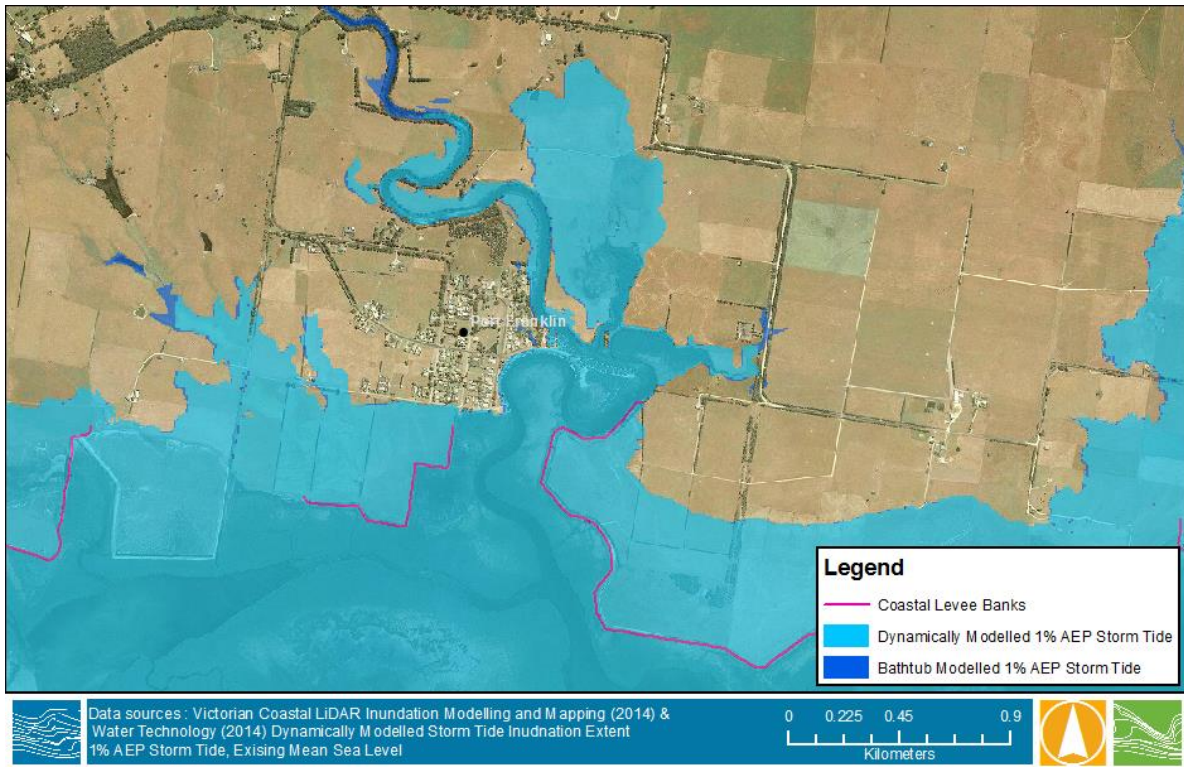 Port Franklin
Legend
Coastal Levee Banks
Dynamically Modelled 1% AEP Storm Tide
Bathtub Modelled 1% AEP Storm Tide
Data sources : Victorian Coastal LiDAR Inundation Modelling and Mapping (2014) &
Water Technology (2014) Dynamically Modelled Storm Tide Inudnation Extent
1% AEP Storm Tide, Exising Mean Sea Level
0 0.225 0.45 0.9
Kilometers